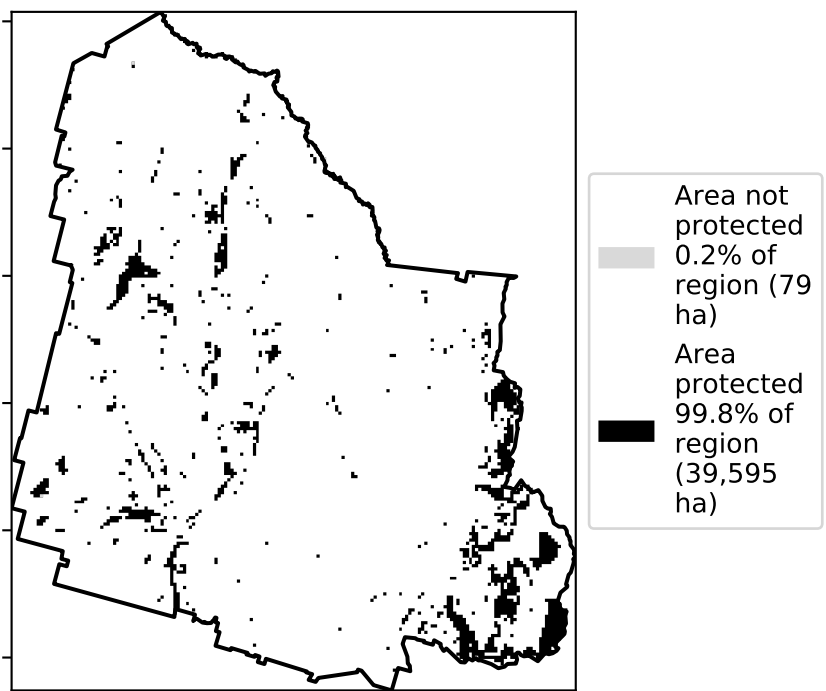 Area not
protected
0.2% of
region (79
ha)
Area
protected
99.8% of
region
(39,595
ha)